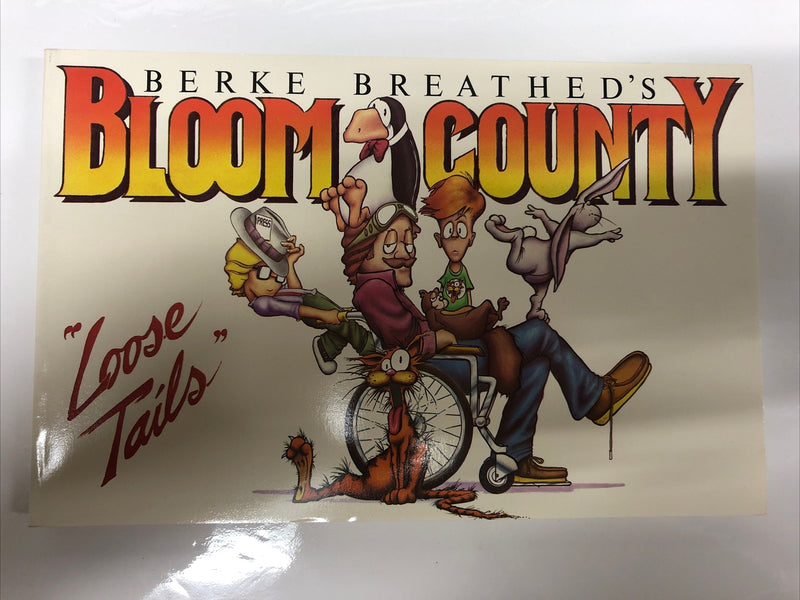 BERKE BREATHED'S
BLOOM COUNTY
PRESS
"Loose
Tails"